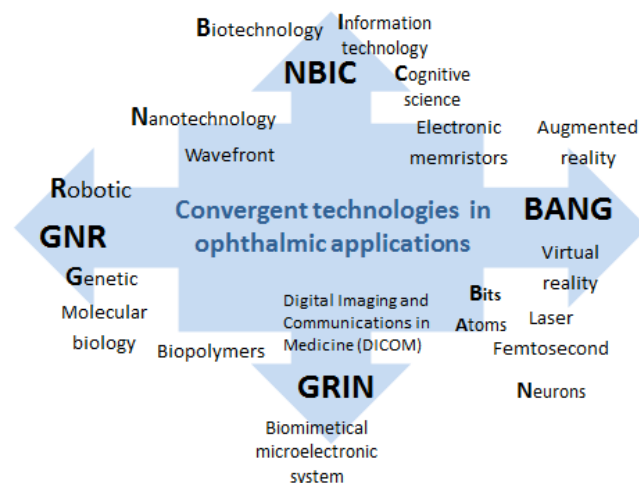 Biotechnology
Information
technology
NBIC
Cognitive
science
Nanotechnology
Electronic
memristors
Augmented
reality
Wavefront
Robotic
GNR
Convergent technologies in
ophthalmic applications
BANG
Genetic
Virtual
reality
Molecular
biology
Digital Imaging and
Communications in
Medicine (DICOM)
Bits
Atoms
Laser
Femtosecond
Biopolymers
GRIN
Neurons
Biomimetical
microelectronic
system